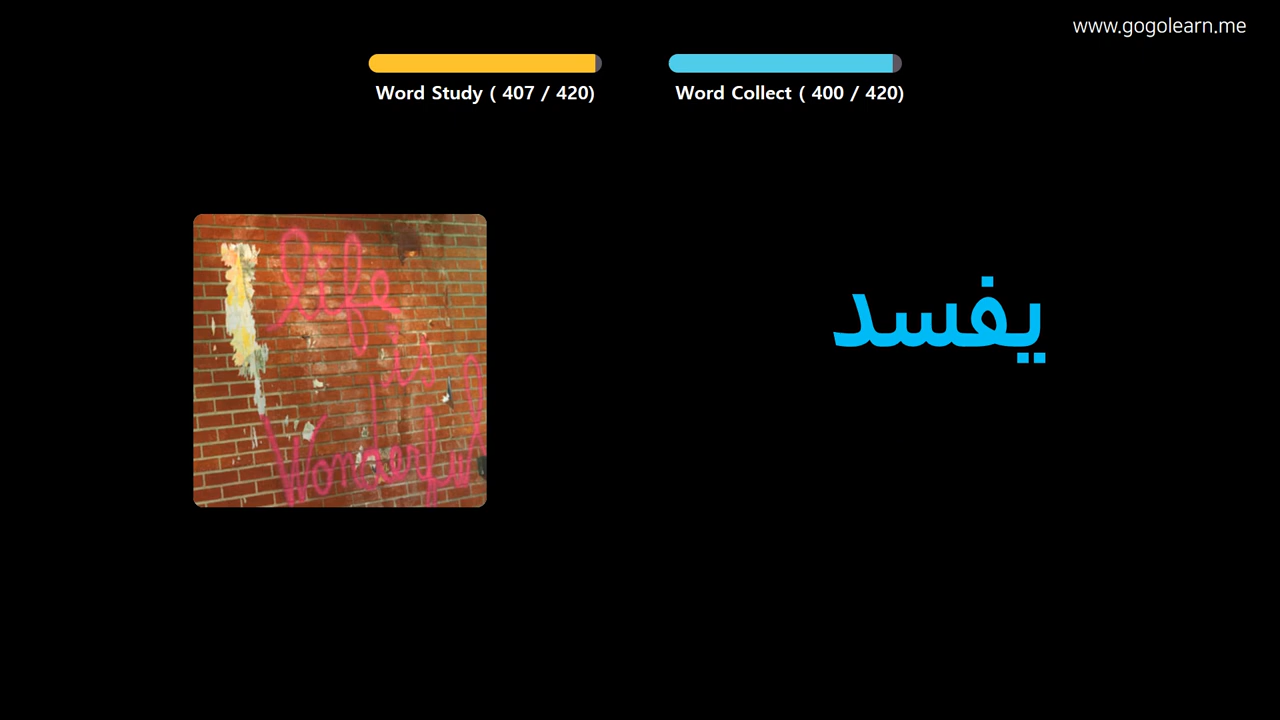 www.gogolearn.me
Word Study ( 407 / 420)
Word Collect ( 400 / 420)
life
is
Wonderful
يفسد